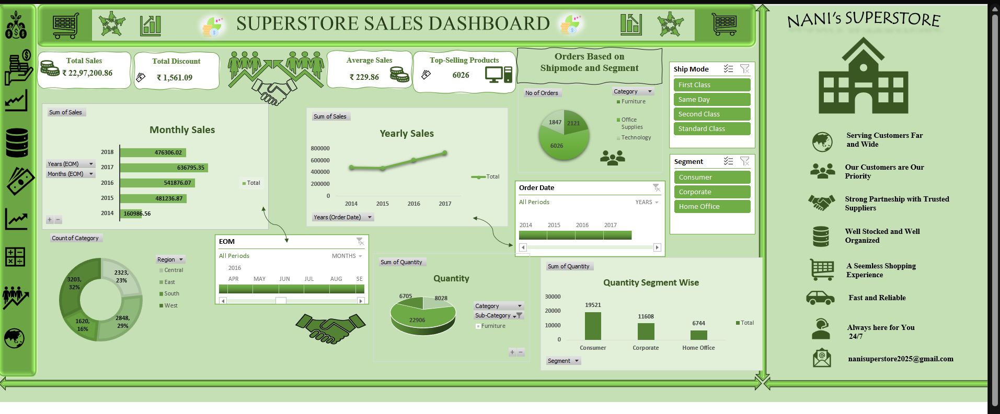 SUPERSTORE SALES DASHBOARD
NANI's SUPERSTORE
Total Sales
₹ 22,97,200.86
Total Discount
₹ 1,561.09
Average Sales
₹ 229.86
Top-Selling Products
6026
Orders Based on
Shipmode and Segment
Ship Mode
First Class
Same Day
Second Class
Standard Class
Segment
Consumer
Corporate
Home Office
No of Orders
Category
Furniture
Office
Supplies
Technology
1847
2121
6026
Sum of Sales
Monthly Sales
Years (EOM)
Months (EOM)
2018
476306.02
2017
636795.35
2016
541876.07
2015
481236.87
2014
160986.56
Total
Sum of Sales
Yearly Sales
800000
600000
400000
200000
0
2014
2015
2016
2017
Total
Years (Order Date)
Order Date
All Periods
YEARS
2014
2015
2016
2017
Count of Category
Region
Central
East
South
West
2323,
23%
2848,
29%
1620,
16%
3203,
32%
EOM
All Periods
MONTHS
2016
APR
MAY
JUN
JUL
AUG
SE
Sum of Quantity
Quantity
6705
8028
22906
Category
Sub-Category
Furniture
Sum of Quantity
Quantity Segment Wise
30000
20000
10000
0
19521
11608
6744
Consumer
Corporate
Home Office
Total
Segment
Serving Customers Far
and Wide
Our Customers are Our
Priority
Strong Partneship with Trusted
Suppliers
Well Stocked and Well
Organized
A Seemless Shopping
Experience
Fast and Reliable
Always here for You
24/7
nanisuperstore2025@gmail.com